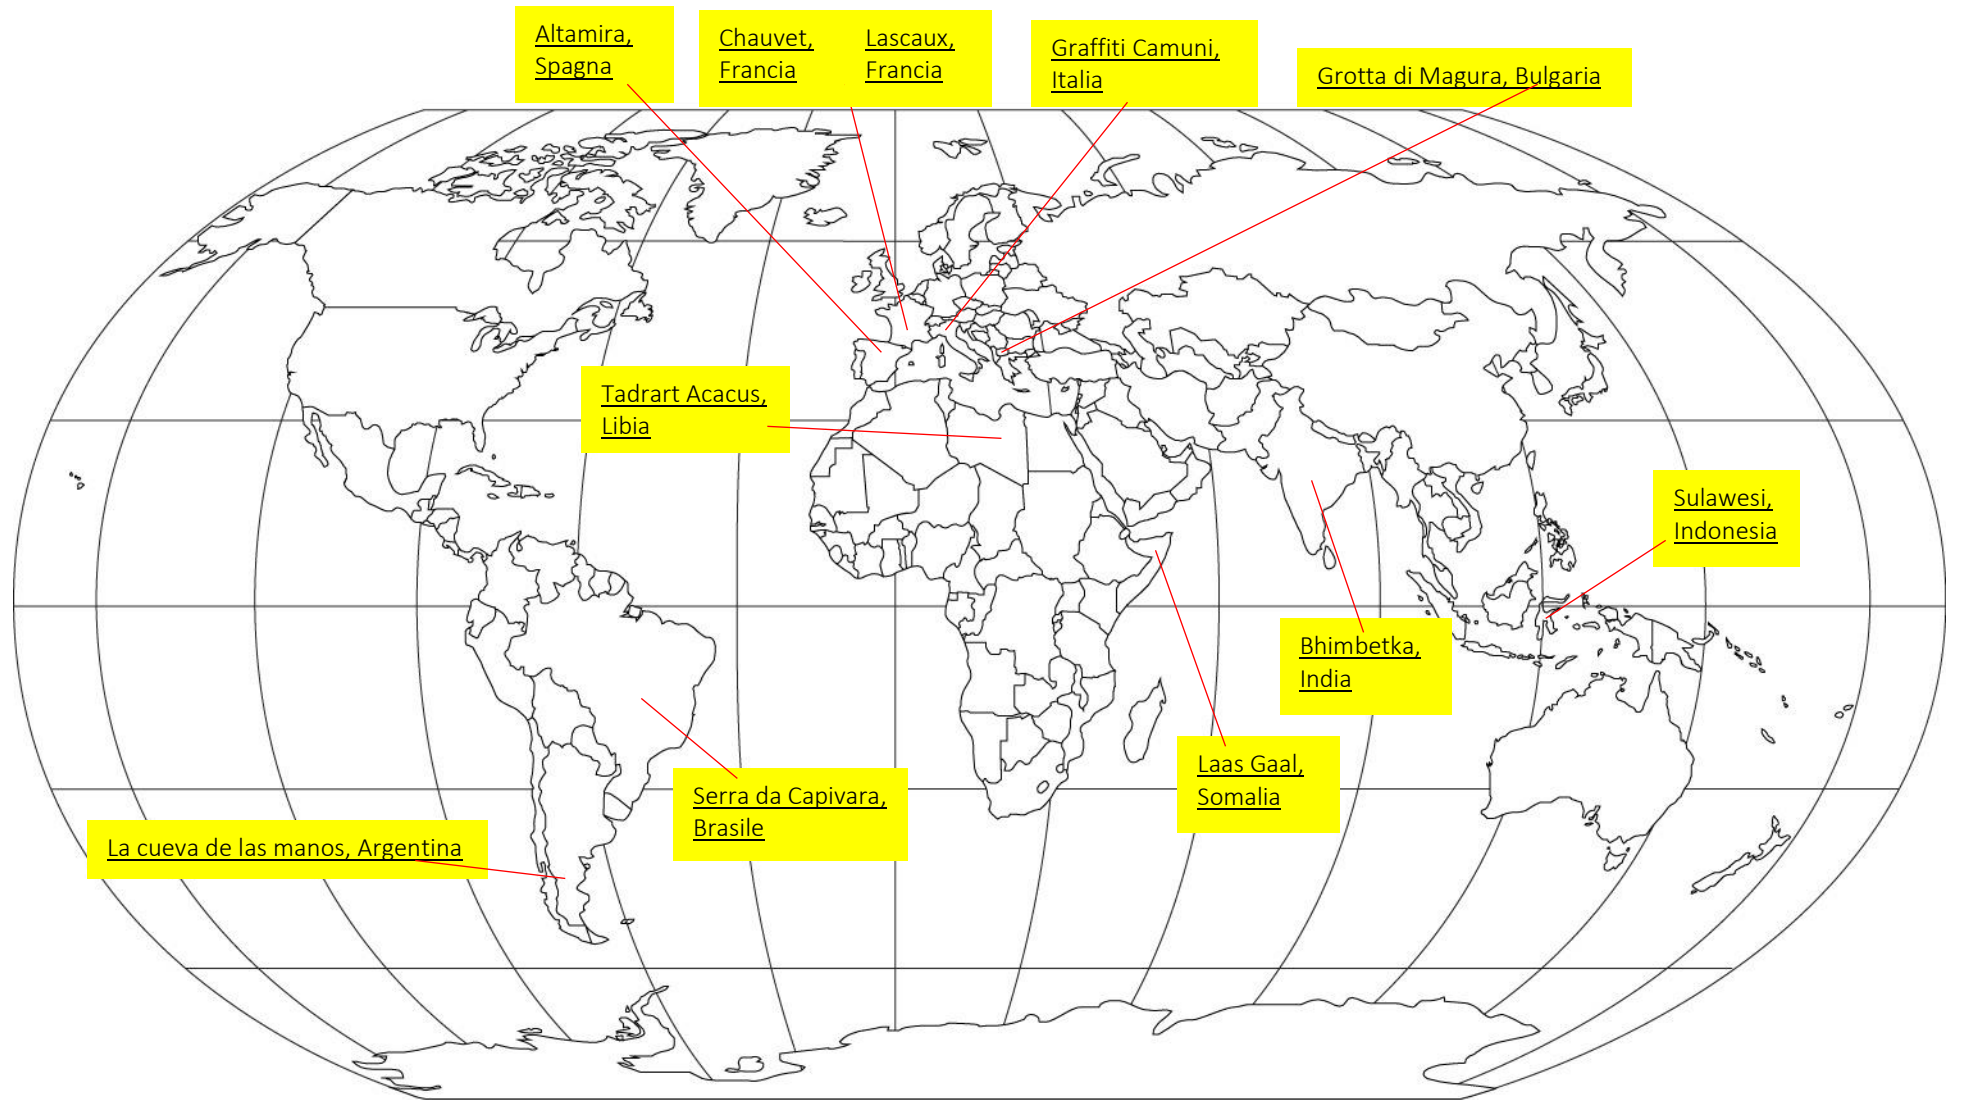 Altamira,
Spagna
Chauvet,
Francia
Lascaux,
Francia
Graffiti Camuni,
Italia
Grotta di Magura, Bulgaria
Tadrart Acacus,
Libia
Sulawesi,
Indonesia
Bhimbetka,
India
Laas Gaal,
Somalia
Serra da Capivara,
Brasile
La cueva de las manos, Argentina